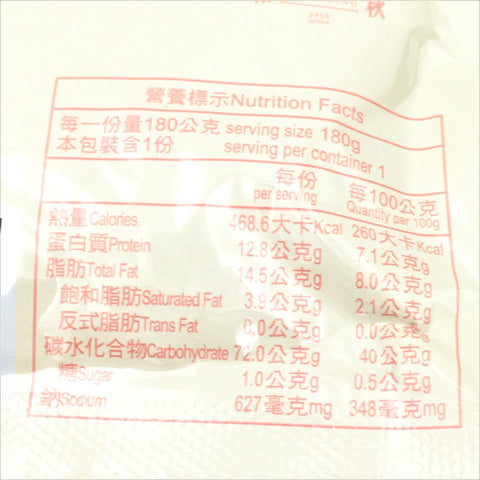 秋
2019
營養標示Nutrition Facts
每一份量180公克 serving size 180g
本包裝含1份 serving per container 1
每份 每100公克
per serving Quantity per 100g
熱量Calories 468.6大卡Kcal 260大卡Kcal
蛋白質Protein 12.8公克g 7.1公克g
脂肪Total Fat 14.5公克g 8.0公克g
飽和脂肪Saturated Fat 3.9公克g 2.1公克g
反式脂肪Trans Fat 0.0公克g 0.0公克g
碳水化合物Carbohydrate 72.0公克g 40公克g
糖Sugar 1.0公克g 0.5公克g
鈉Sodium 627毫克mg 348毫克mg